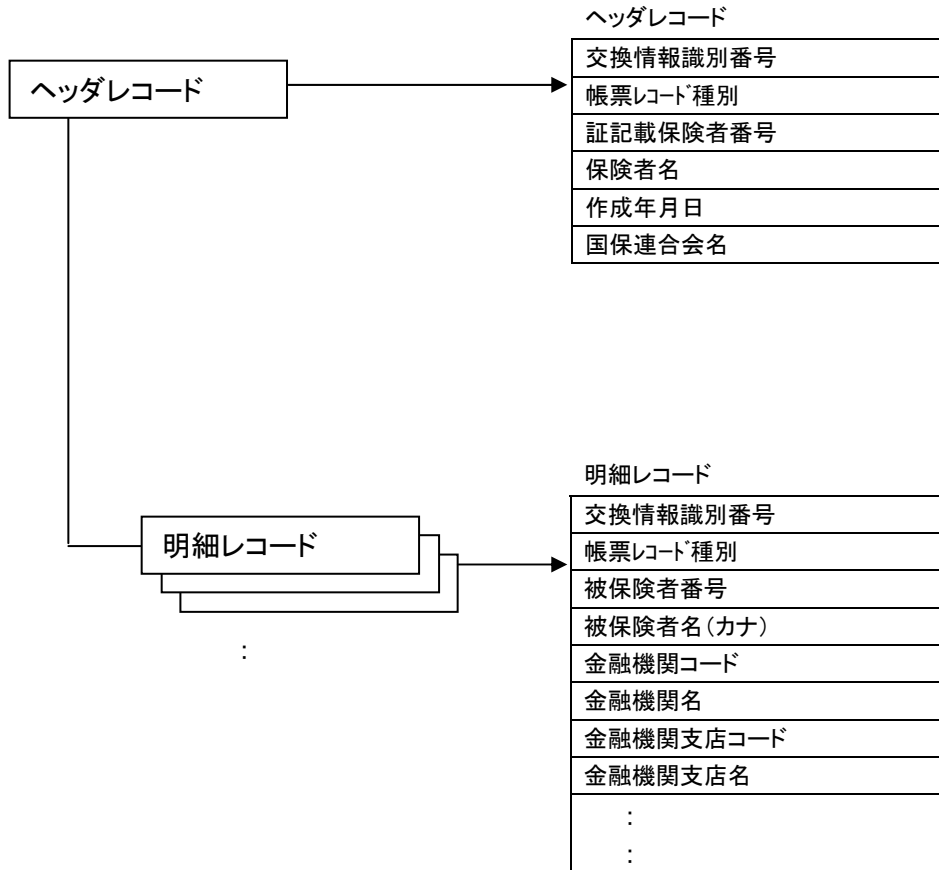 ヘッダレコード
ヘッダレコード
交換情報識別番号
帳票ﾚｺｰﾄﾞ種別
証記載保険者番号
保険者名
作成年月日
国保連合会名
明細レコード
:
明細レコード
交換情報識別番号
帳票ﾚｺｰﾄﾞ種別
被保険者番号
被保険者名(カナ)
金融機関コード
金融機関名
金融機関支店コード
金融機関支店名
:
: